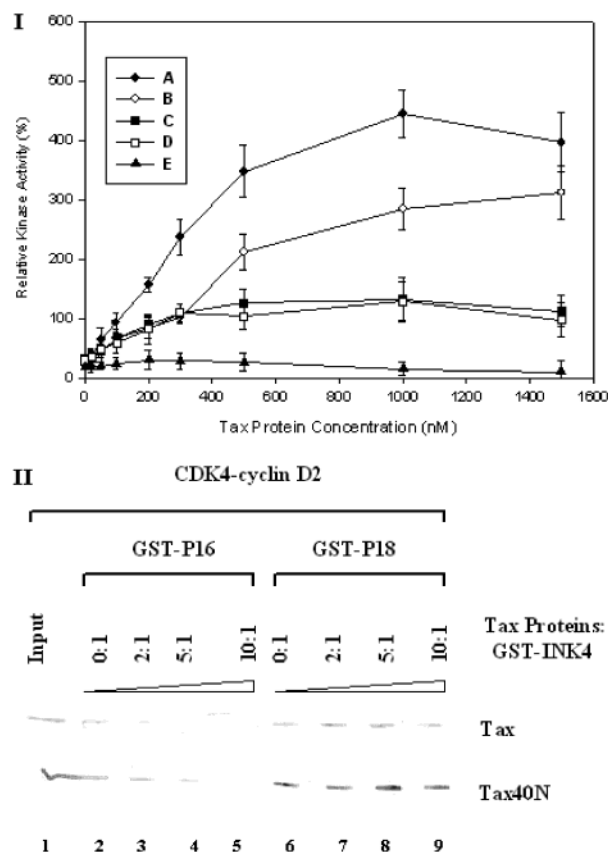 I
600
500
400
300
200
100
0
Relative Kinase Activity (%)
A
B
C
D
E
0 200 400 600 800 1000 1200 1400 1600
Tax Protein Concentration (nM)
II
CDK4-cyclin D2
GST-P16 GST-P18
Input 0:1 2:1 5:1 10:1 0:1 2:1 5:1 10:1
Tax Proteins:
GST-INK4
Tax
Tax40N
1 2 3 4 5 6 7 8 9